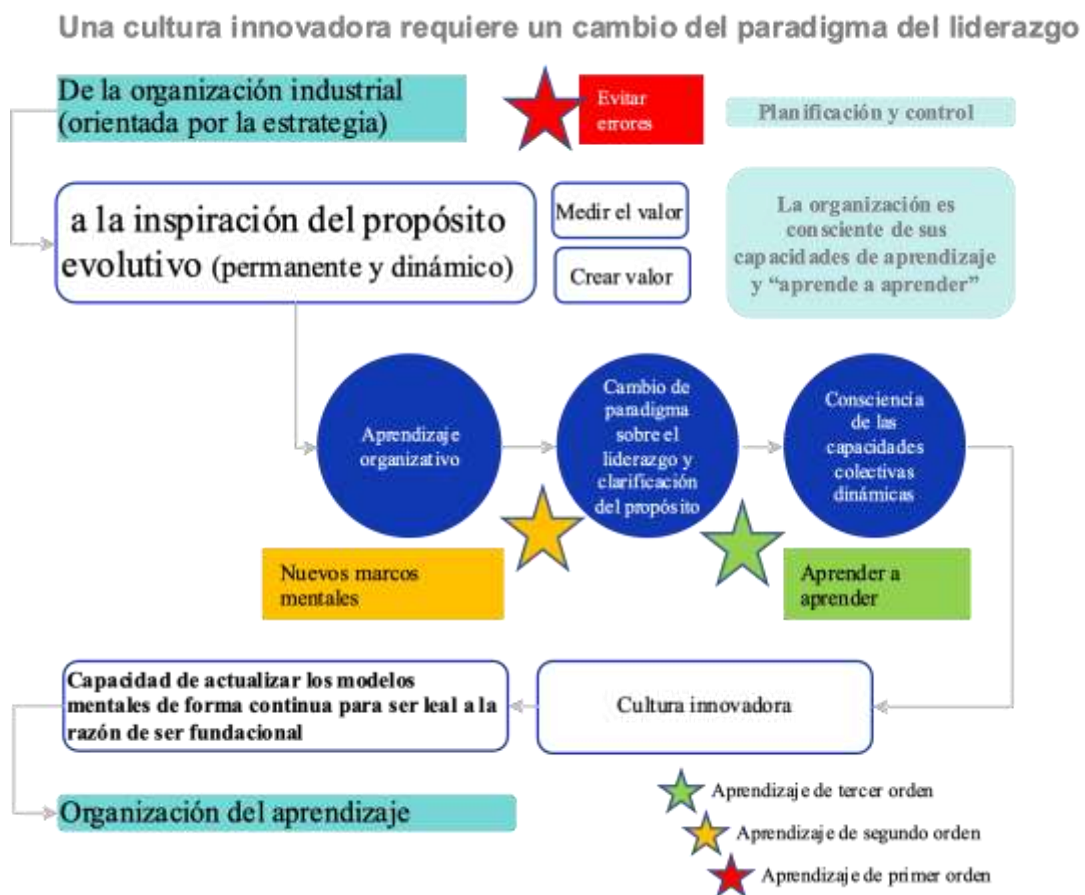 Una cultura innovadora requiere un cambio del paradigma del liderazgo
De la organización industrial
(orientada por la estrategia)
Evitar
errores
Planificación y control
a la inspiración del propósito
evolutivo (permanente y dinámico)
Medir el valor
Crear valor
La organización es
consciente de sus
capacidades de aprendizaje
y “aprende a aprender”
Aprendizaje
organizativo
Cambio de
paradigma
sobre el
liderazgo y
clarificación
del propósito
Consciencia
de las
capacidades
colectivas
dinámicas
Nuevos marcos
mentales
Aprender a
aprender
Capacidad de actualizar los modelos
mentales de forma continua para ser leal a la
razón de ser fundacional
Cultura innovadora
Organización del aprendizaje
Aprendizaje de tercer orden
Aprendizaje de segundo orden
Aprendizaje de primer orden